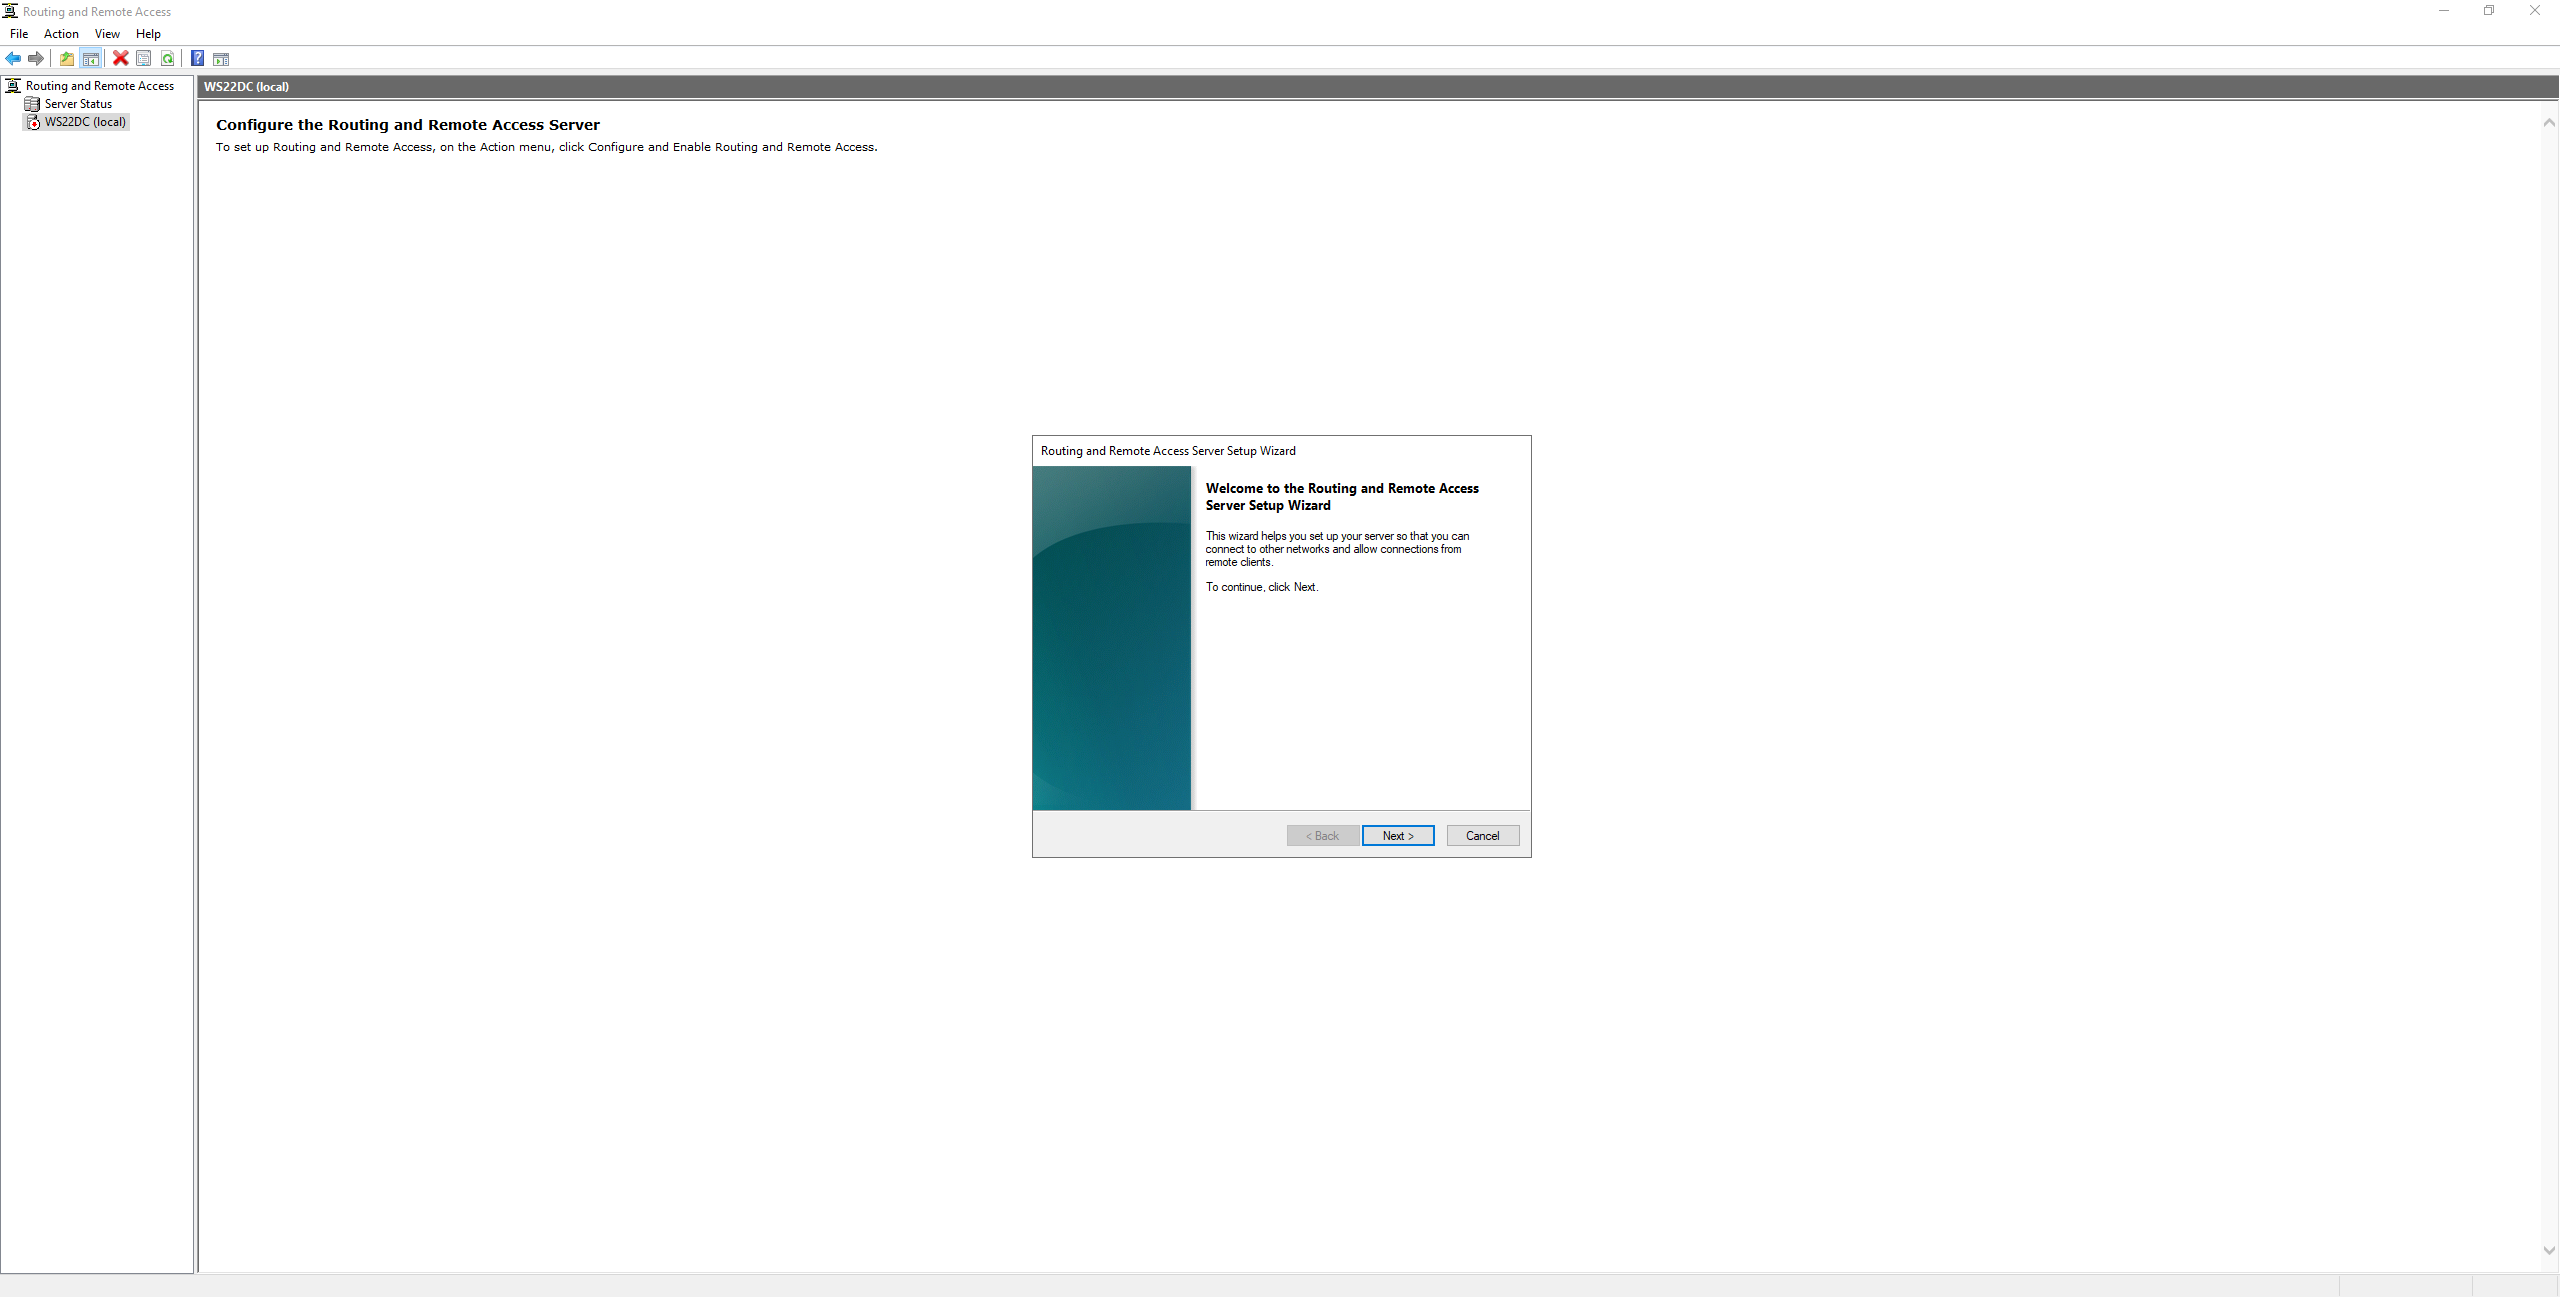 Routing and Remote Access
File Action View Help
Routing and Remote Access
Server Status
WS22DC (local)
WS22DC (local)
Configure the Routing and Remote Access Server
To set up Routing and Remote Access, on the Action menu, click Configure and Enable Routing and Remote Access.
Routing and Remote Access Server Setup Wizard
Welcome to the Routing and Remote Access
Server Setup Wizard
This wizard helps you set up your server so that you can
connect to other networks and allow connections from
remote clients.
To continue, click Next.
< Back Next > Cancel